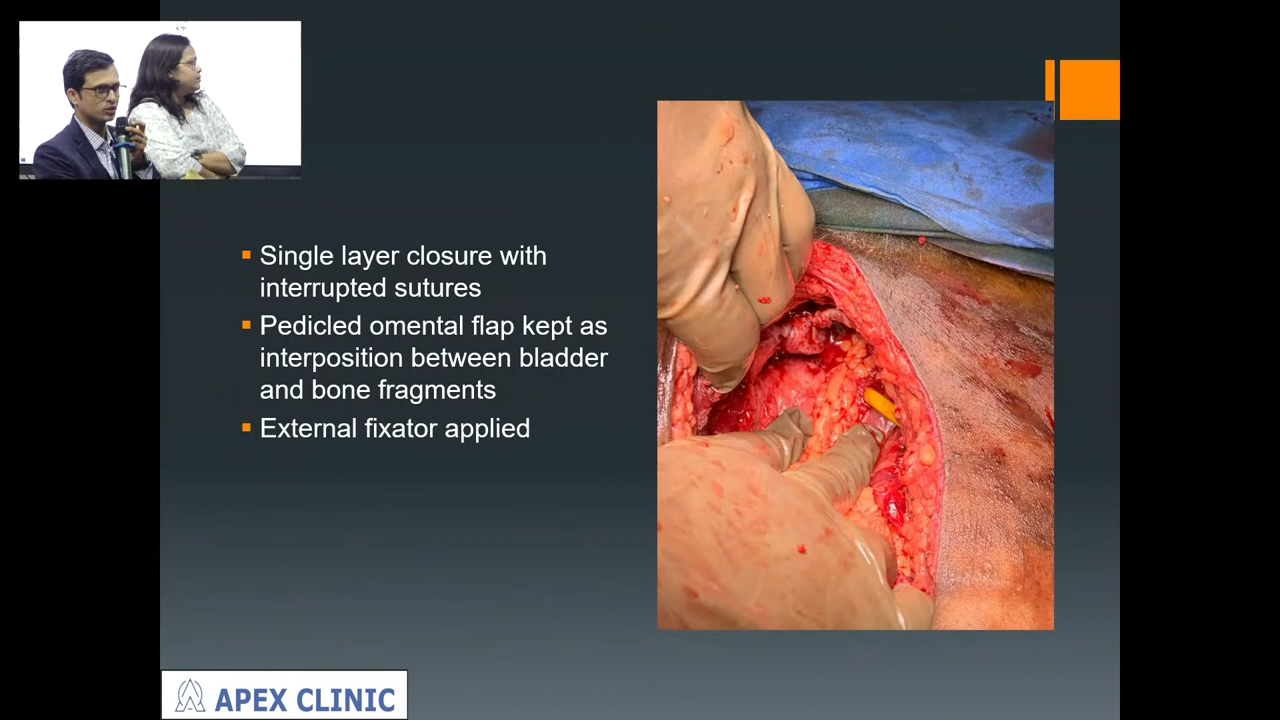 Single layer closure with
interrupted sutures
Pedicled omental flap kept as
interposition between bladder
and bone fragments
External fixator applied
APEX CLINIC